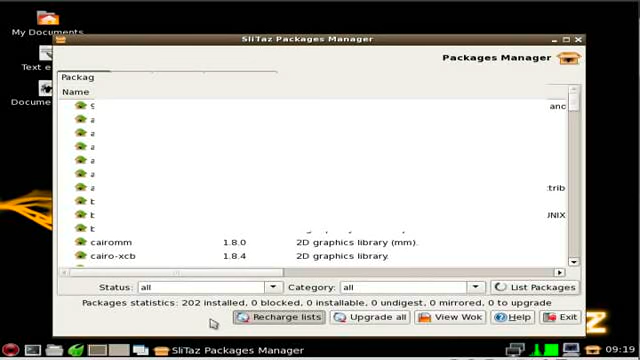 SliTaz Packages Manager
My Documents
Packages Manager
Text e
Packag
Docume
Name
anc
trib
UNIX
cairomm 1.8.0 2D graphics library (mm).
cairo-xcb 1.8.4 2D graphics library.
Status: all Category: all List Packages
Packages statistics: 202 installed, 0 blocked, 0 installable, 0 undigest, 0 mirrored, 0 to upgrade
Recharge lists Upgrade all View Wok Help Exit
SliTaz Packages Manager 09:19